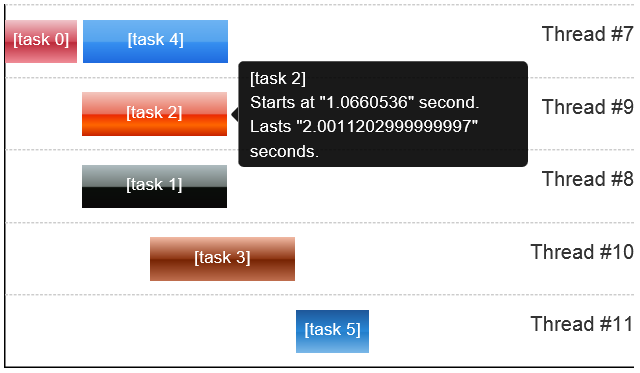 [task 0]
[task 4]
Thread #7
[task 2]
Starts at "1.0660536" second.
Lasts "2.0011202999999997"
seconds.
[task 2]
Thread #9
[task 1]
Thread #8
[task 3]
Thread #10
[task 5]
Thread #11